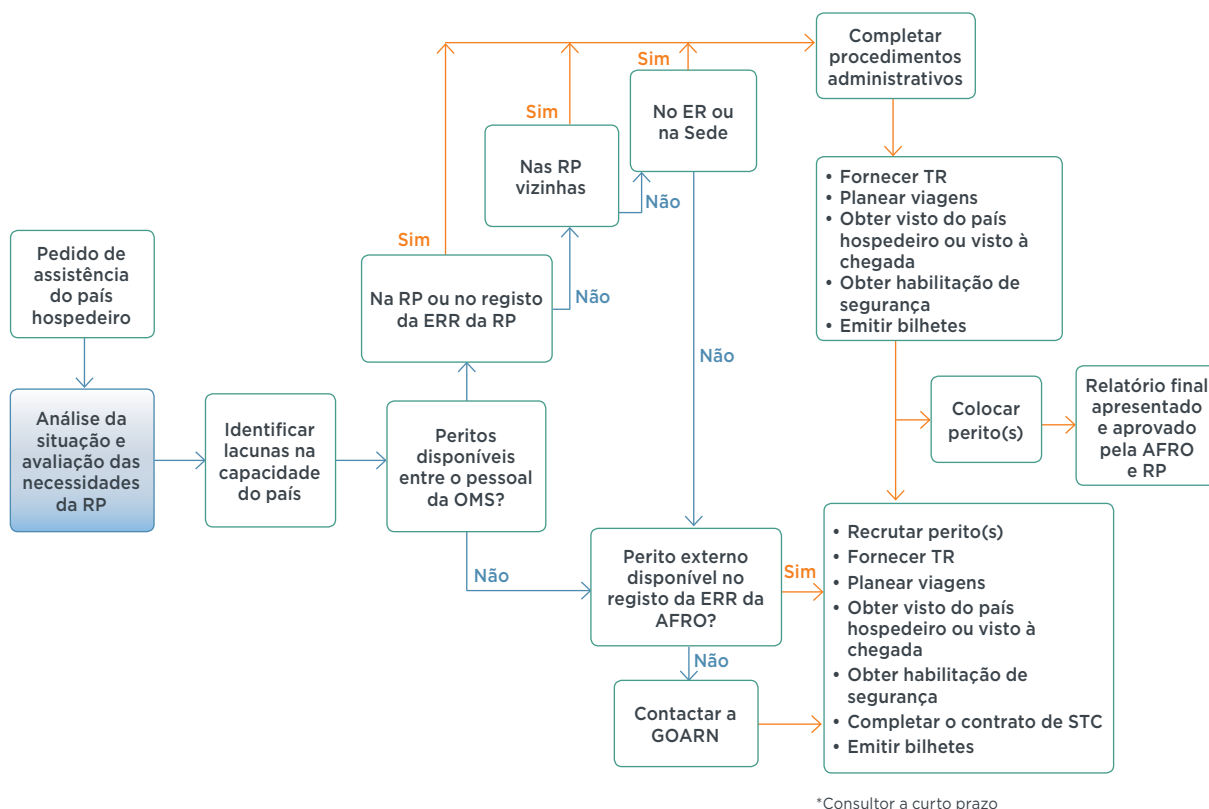 Pedido de
assistência
do país
hospedeiro
Análise da
situação e
avaliação das
necessidades
da RP
Identificar
lacunas na
capacidade
do país
Peritos
disponíveis
entre o pessoal
da OMS?
Não
Na RP ou no registo
da ERR da RP
Sim
Não
Nas RP
vizinhas
Sim
Não
No ER ou
na Sede
Sim
Não
Completar
procedimentos
administrativos
• Fornecer TR
• Planear viagens
• Obter visto do país
hospedeiro ou visto à
chegada
• Obter habilitação de
segurança
• Emitir bilhetes
Colocar
perito(s)
Relatório final
apresentado
e aprovado
pela AFRO
e RP
Perito externo
disponível no
registo da ERR da
AFRO?
Sim
Não
Contactar a
GOARN
• Recrutar perito(s)
• Fornecer TR
• Planear viagens
• Obter visto do país
hospedeiro ou visto à
chegada
• Obter habilitação de
segurança
• Completar o contrato de STC
• Emitir bilhetes
*Consultor a curto prazo